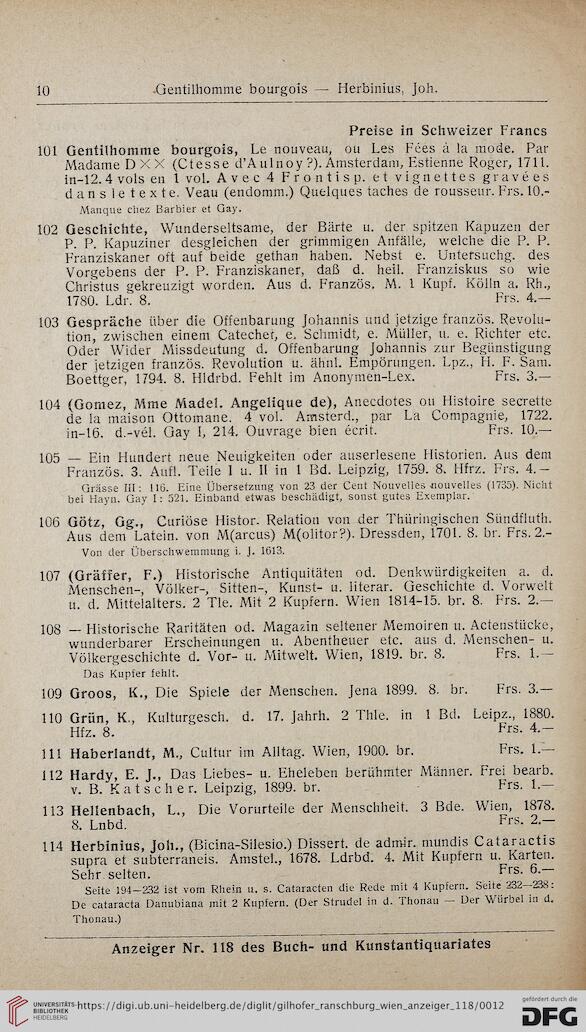 10 Gentilhomme bourgois — Herbinius, Joh.
Preise in Schweizer Francs
101 Gentilhomme bourgois, Le nouveau, ou Les Fées à la mode. Par
Madame D×× (Ctesse d'Aulnoy?). Amsterdam, Estienne Roger, 1711.
in-12. 4 vols en 1 vol. Avec 4 Frontisp. et vignettes gravées
dans le texte. Veau (endomm.) Quelques taches de rousseur. Frs. 10.-
Manque chez Barbier et Gay.
102 Geschichte, Wunderseltsame, der Bärte u. der spitzen Kapuzen der
P. P. Kapuziner desgleichen der grimmigen Anfälle, welche die P. P.
Franziskaner oft auf beide gethan haben. Nebst e. Untersuchg. des
Vorgebens der P. P. Franziskaner, daß d. heil. Franziskus so wie
Christus gekreuzigt worden. Aus d. Französ. M. 1 Kupf. Kölln a. Rh.,
1780. Ldr. 8. Frs. 4.—
103 Gespräche über die Offenbarung Johannis und jetzige französ. Revolu-
tion, zwischen einem Catechet, e. Schmidt, e. Müller, u. e. Richter etc.
Oder Wider Missdeutung d. Offenbarung Johannis zur Begünstigung
der jetzigen französ. Revolution u. ähnl. Empörungen. Lpz., H. F. Sam.
Boettger, 1794. 8. Hldrbd. Fehlt im Anonymen-Lex. Frs. 3.—
104 (Gomez, Mme Madel. Angelique de), Anecdotes ou Histoire secrette
de la maison Ottomane. 4 vol. Amsterd., par La Compagnie, 1722.
in-16. d.-vél. Gay I, 214. Ouvrage bien écrit. Frs. 10.—
105 — Ein Hundert neue Neuigkeiten oder auserlesene Historien. Aus dem
Französ. 3. Aufl. Teile I u. II in 1 Bd. Leipzig, 1759. 8. Hfrz. Frs. 4.—
Grässe III: 116. Eine Übersetzung von 23 der Cent Nouvelles nouvelles (1735). Nicht
bei Hayn. Gay I: 521. Einband etwas beschädigt, sonst gutes Exemplar.
106 Götz, Gg., Curiöse Histor. Relation von der Thüringischen Sündfluth.
Aus dem Latein. von M(arcus) M(olitor?). Dressden, 1701. 8. br. Frs. 2.-
Von der Überschwemmung i. J. 1613.
107 (Gräffer, F.) Historische Antiquitäten od. Denkwürdigkeiten a. d.
Menschen-, Völker-, Sitten-, Kunst- u. literar. Geschichte d. Vorwelt
u. d. Mittelalters. 2 Tle. Mit 2 Kupfern. Wien 1814-15. br. 8. Frs. 2.—
108 — Historische Raritäten od. Magazin seltener Memoiren u. Actenstücke,
wunderbarer Erscheinungen u. Abentheuer etc. aus d. Menschen- u.
Völkergeschichte d. Vor- u. Mitwelt. Wien, 1819. br. 8. Frs. 1.—
Das Kupfer fehlt.
109 Groos, K., Die Spiele der Menschen. Jena 1899. 8. br. Frs. 3.—
110 Grün, K., Kulturgesch. d. 17. Jahrh. 2 Thle. in 1 Bd. Leipz., 1880.
Hfz. 8. Frs. 4.—
111 Haberlandt, M., Cultur im Alltag. Wien, 1900. br. Frs. 1.—
112 Hardy, E. J., Das Liebes- u. Eheleben berühmter Männer. Frei bearb.
v. B. Katscher. Leipzig, 1899. br. Frs. 1.—
113 Hellenbach, L., Die Vorurteile der Menschheit. 3 Bde. Wien, 1878.
8. Lnbd. Frs. 2.—
114 Herbinius, Joh., (Bicina-Silesio.) Dissert. de admir. mundis Cataractis
supra et subterraneis. Amstel., 1678. Ldrbd. 4. Mit Kupfern u. Karten.
Sehr selten. Frs. 6.—
Seite 194—232 ist vom Rhein u. s. Cataracten die Rede mit 4 Kupfern. Seite 232—238:
De cataracta Danubiana mit 2 Kupfern. (Der Strudel in d. Thonau — Der Würbel in d.
Thonau.)
Anzeiger Nr. 118 des Buch- und Kunstantiquariates
UNIVERSITÄTS-
BIBLIOTHEK
HEIDELBERG
https://digi.ub.uni-heidelberg.de/diglit/gilhofer_ranschburg_wien_anzeiger_118/0012
gefördert durch die
DFG